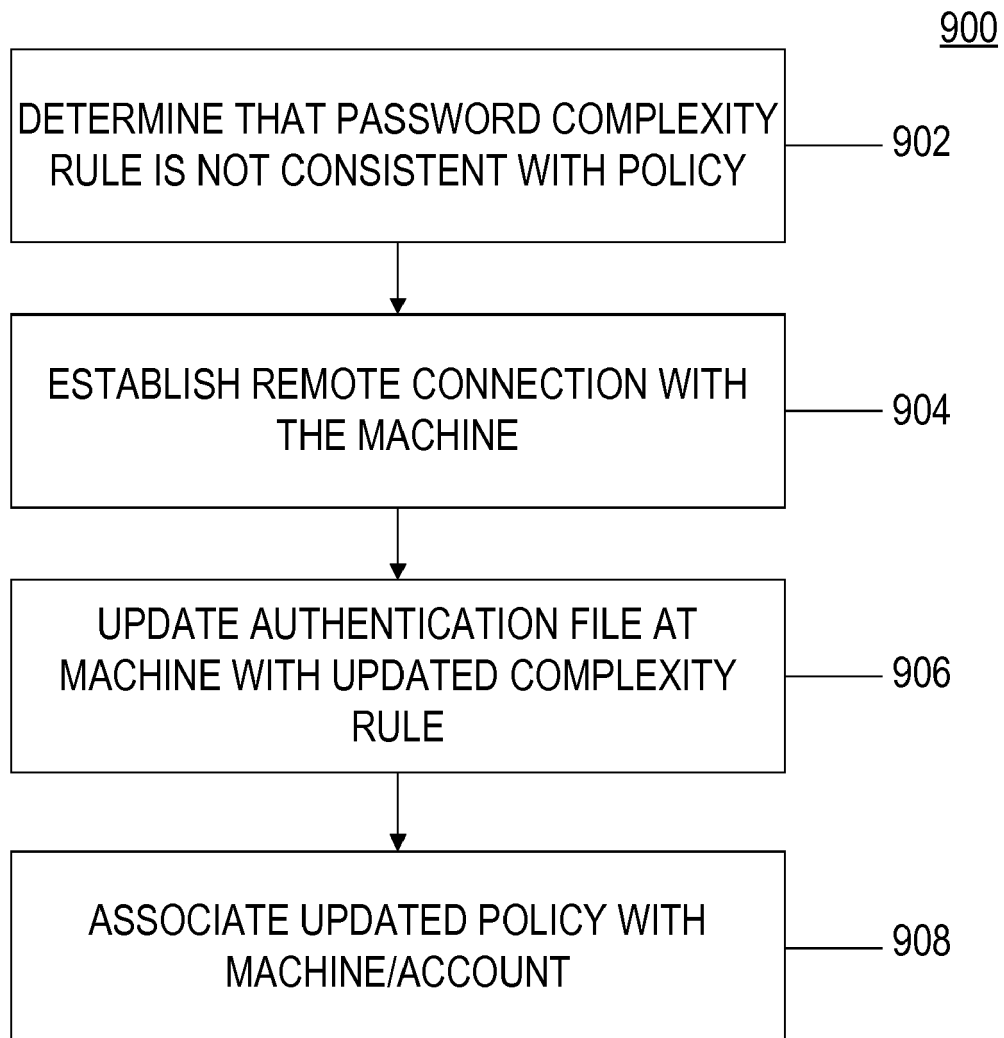 900
DETERMINE THAT PASSWORD COMPLEXITY
RULE IS NOT CONSISTENT WITH POLICY
902
ESTABLISH REMOTE CONNECTION WITH
THE MACHINE
904
UPDATE AUTHENTICATION FILE AT
MACHINE WITH UPDATED COMPLEXITY
RULE
906
ASSOCIATE UPDATED POLICY WITH
MACHINE/ACCOUNT
908